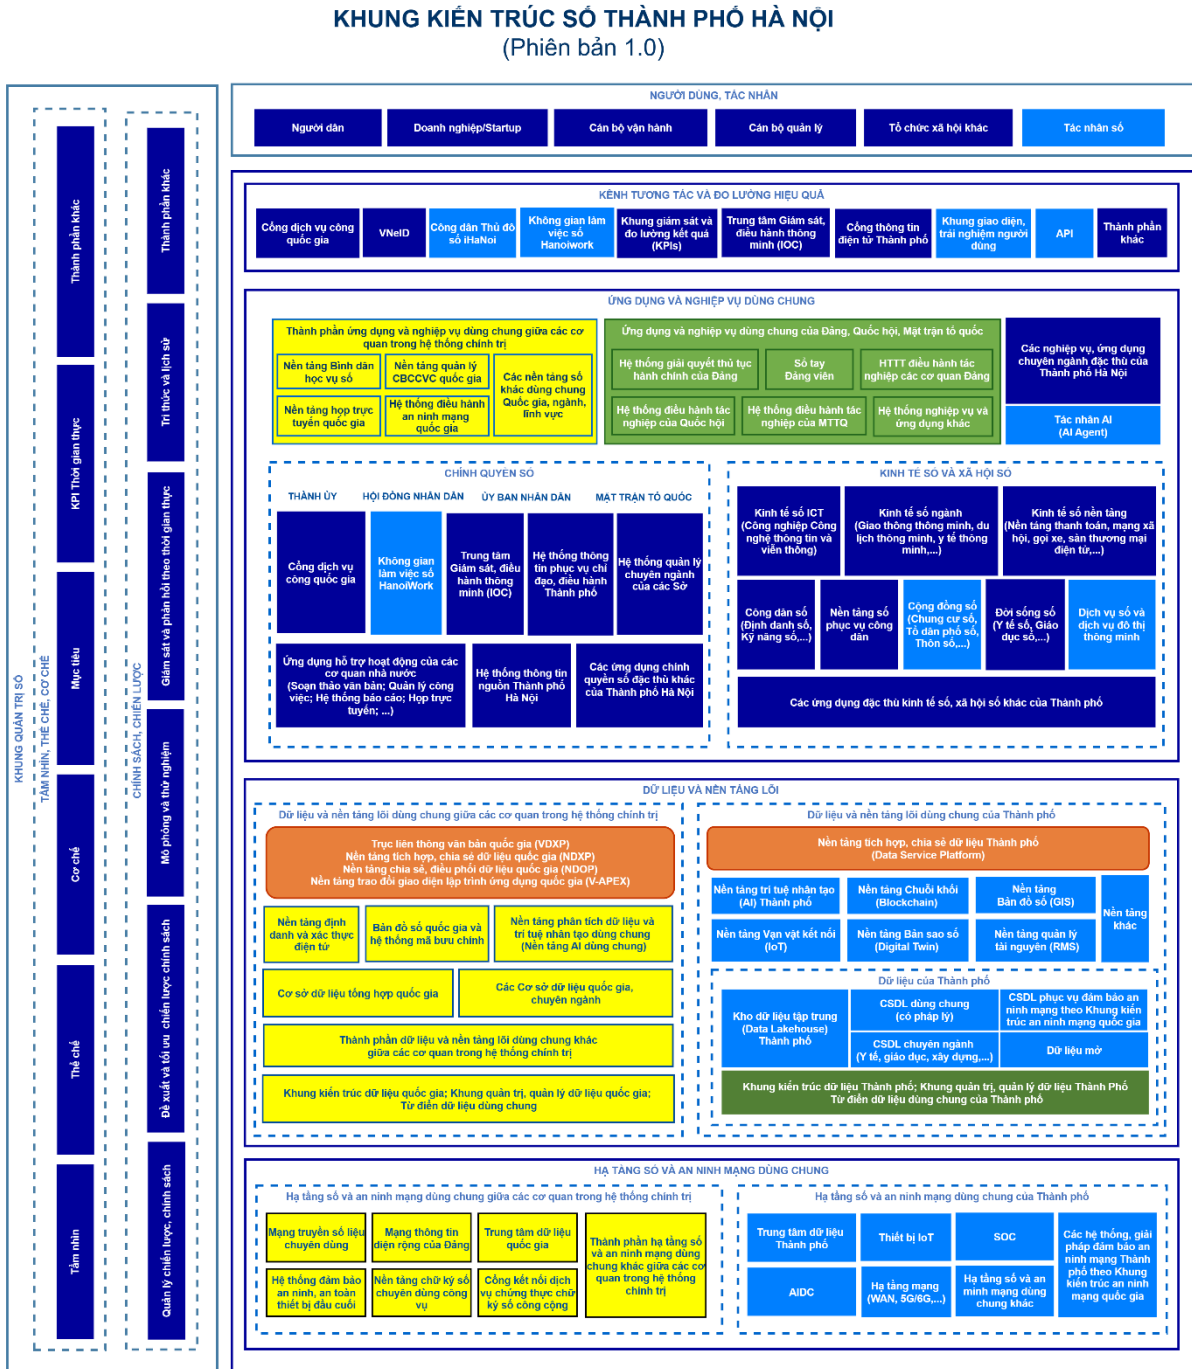 KHUNG KIẾN TRÚC SỐ THÀNH PHỐ HÀ NỘI
(Phiên bản 1.0)
KHUNG QUẢN TRỊ SỐ
TẦM NHÌN, THỂ CHẾ, CƠ CHẾ
Thành phần khác
KPI Thời gian thực
Mục tiêu
Cơ chế
Thể chế
Tầm nhìn
CHÍNH SÁCH, CHIẾN LƯỢC
Thành phần khác
Tri thức và lịch sử
Giám sát và phản hồi theo thời gian thực
Mô phỏng và thử nghiệm
Đề xuất và tối ưu chiến lược chính sách
Quản lý chiến lược, chính sách
NGƯỜI DÙNG, TÁC NHÂN
Người dân
Doanh nghiệp/Startup
Cán bộ vận hành
Cán bộ quản lý
Tổ chức xã hội khác
Tác nhân số
KÊNH TƯƠNG TÁC VÀ ĐO LƯỜNG HIỆU QUẢ
Cổng dịch vụ công
quốc gia
VNeID
Công dân Thủ đô
số iHaNoi
Không gian làm
việc số
Hanoiwork
Khung giám sát và
đo lường kết quả
(KPIs)
Trung tâm Giám sát,
điều hành thông
minh (IOC)
Cổng thông tin
điện tử Thành phố
Khung giao diện,
trải nghiệm người
dùng
API
Thành phần
khác
ỨNG DỤNG VÀ NGHIỆP VỤ DÙNG CHUNG
Thành phần ứng dụng và nghiệp vụ dùng chung giữa các cơ
quan trong hệ thống chính trị
Nền tảng Bình dân
học vụ số
Nền tảng quản lý
CBCCVC quốc gia
Các nền tảng số
khác dùng chung
Quốc gia, ngành,
lĩnh vực
Nền tảng họp trực
tuyến quốc gia
Hệ thống điều hành
an ninh mạng
quốc gia
Ứng dụng và nghiệp vụ dùng chung của Đảng, Quốc hội, Mặt trận tổ quốc
Hệ thống giải quyết thủ tục
hành chính của Đảng
Sổ tay
Đảng viên
HTTT điều hành tác
nghiệp các cơ quan Đảng
Hệ thống điều hành tác
nghiệp của Quốc hội
Hệ thống điều hành tác
nghiệp của MTTQ
Hệ thống nghiệp vụ và
ứng dụng khác
Các nghiệp vụ, ứng dụng
chuyên ngành đặc thù của
Thành phố Hà Nội
Tác nhân AI
(AI Agent)
CHÍNH QUYỀN SỐ
THÀNH ỦY
HỘI ĐỒNG NHÂN DÂN
ỦY BAN NHÂN DÂN
MẶT TRẬN TỔ QUỐC
Cổng dịch vụ
công quốc gia
Không gian
làm việc số
HanoiWork
Trung tâm
Giám sát, điều
hành thông
minh (IOC)
Hệ thống thông
tin phục vụ chỉ
đạo, điều hành
Thành phố
Hệ thống quản lý
chuyên ngành
của các Sở
Ứng dụng hỗ trợ hoạt động của các
cơ quan nhà nước
(Soạn thảo văn bản; Quản lý công
việc; Hệ thống báo cáo; Họp trực
tuyến; ...)
Hệ thống thông tin
nguồn Thành phố
Hà Nội
Các ứng dụng chính
quyền số đặc thù khác
của Thành phố Hà Nội
KINH TẾ SỐ VÀ XÃ HỘI SỐ
Kinh tế số ICT
(Công nghiệp Công
nghệ thông tin và
viễn thông)
Kinh tế số ngành
(Giao thông thông minh, du
lịch thông minh, y tế thông
minh,...)
Kinh tế số nền tảng
(Nền tảng thanh toán, mạng xã
hội, gọi xe, sàn thương mại
điện tử,...)
Công dân số
(Định danh số,
Kỹ năng số,...)
Nền tảng số
phục vụ công
dân
Cộng đồng số
(Chung cư số,
Tổ dân phố số,
Thôn số,...)
Đời sống số
(Y tế số, Giáo
dục số,...)
Dịch vụ số và
dịch vụ đô thị
thông minh
Các ứng dụng đặc thù kinh tế số, xã hội số khác của Thành phố
DỮ LIỆU VÀ NỀN TẢNG LÕI
Dữ liệu và nền tảng lõi dùng chung giữa các cơ quan trong hệ thống chính trị
Trục liên thông văn bản quốc gia (VDXP)
Nền tảng tích hợp, chia sẻ dữ liệu quốc gia (NDXP)
Nền tảng chia sẻ, điều phối dữ liệu quốc gia (NDOP)
Nền tảng trao đổi giao diện lập trình ứng dụng quốc gia (V-APEX)
Nền tảng định
danh và xác thực
điện tử
Bản đồ số quốc gia và
hệ thống mã bưu chính
Nền tảng phân tích dữ liệu và
trí tuệ nhân tạo dùng chung
(Nền tảng AI dùng chung)
Cơ sở dữ liệu tổng hợp quốc gia
Các Cơ sở dữ liệu quốc gia,
chuyên ngành
Thành phần dữ liệu và nền tảng lõi dùng chung khác
giữa các cơ quan trong hệ thống chính trị
Khung kiến trúc dữ liệu quốc gia; Khung quản trị, quản lý dữ liệu quốc gia;
Từ điển dữ liệu dùng chung
Dữ liệu và nền tảng lõi dùng chung của Thành phố
Nền tảng tích hợp, chia sẻ dữ liệu Thành phố
(Data Service Platform)
Nền tảng trí tuệ nhân tạo
(AI) Thành phố
Nền tảng Chuỗi khối
(Blockchain)
Nền tảng
Bản đồ số (GIS)
Nền tảng
khác
Nền tảng Vạn vật kết nối
(IoT)
Nền tảng Bản sao số
(Digital Twin)
Nền tảng quản lý
tài nguyên (RMS)
Dữ liệu của Thành phố
Kho dữ liệu tập trung
(Data Lakehouse)
Thành phố
CSDL dùng chung
(có pháp lý)
CSDL phục vụ đảm bảo an
ninh mạng theo Khung kiến
trúc an ninh mạng quốc gia
CSDL chuyên ngành
(Y tế, giáo dục, xây dựng,...)
Dữ liệu mở
Khung kiến trúc dữ liệu Thành phố; Khung quản trị, quản lý dữ liệu Thành Phố
Từ điển dữ liệu dùng chung của Thành phố
HẠ TẦNG SỐ VÀ AN NINH MẠNG DÙNG CHUNG
Hạ tầng số và an ninh mạng dùng chung giữa các cơ quan trong hệ thống chính trị
Mạng truyền số liệu
chuyên dùng
Mạng thông tin
diện rộng của Đảng
Trung tâm dữ liệu
quốc gia
Thành phần hạ tầng số
và an ninh mạng dùng
chung khác giữa các cơ
quan trong hệ thống
chính trị
Hệ thống đảm bảo
an ninh, an toàn
thiết bị đầu cuối
Nền tảng chữ ký số
chuyên dùng công
vụ
Cổng kết nối dịch
vụ chứng thực chữ
ký số công cộng
Hạ tầng số và an ninh mạng dùng chung của Thành phố
Trung tâm dữ liệu
Thành phố
Thiết bị IoT
SOC
Các hệ thống, giải
pháp đảm bảo an
ninh mạng Thành
phố theo Khung
kiến trúc an ninh
mạng quốc gia
AIDC
Hạ tầng mạng
(WAN, 5G/6G,...)
Hạ tầng số và an
minh mạng dùng
chung khác